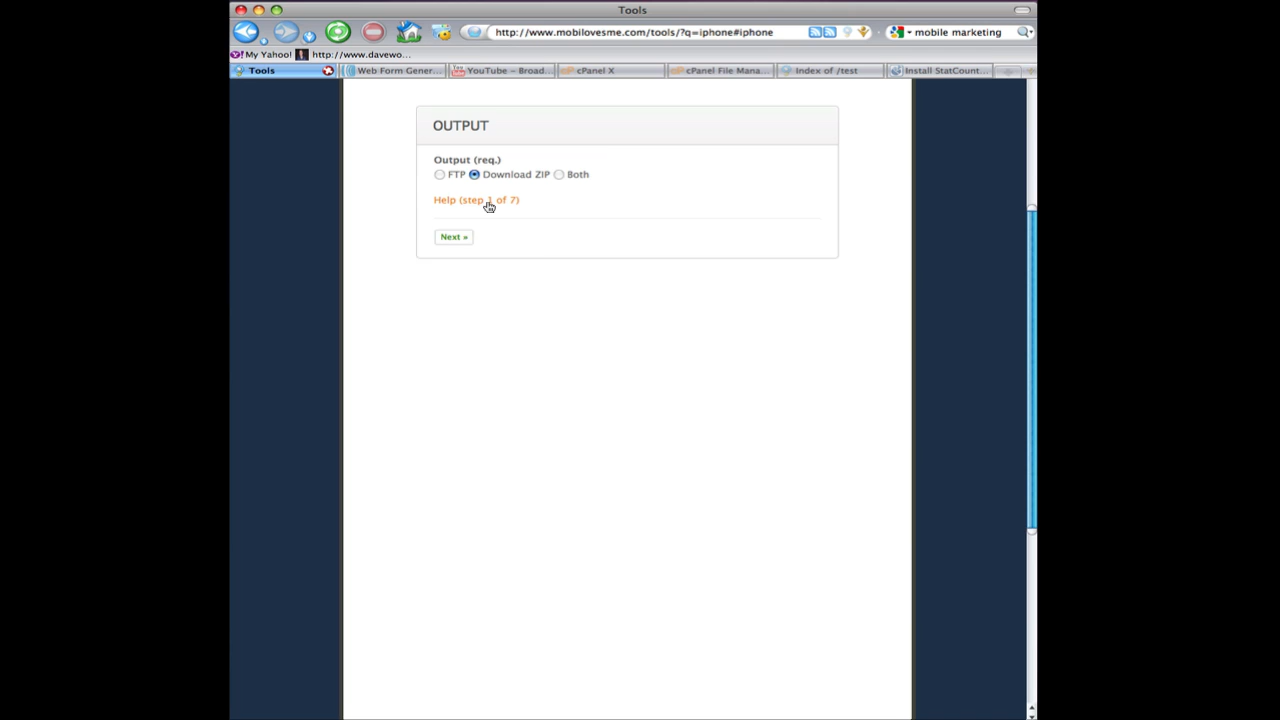 Tools
http://www.mobilovesme.com/tools/?q=iphone#iphone
mobile marketing
My Yahoo!
http://www.davewo...
Tools
Web Form Gener...
YouTube – Broad...
cPanel X
cPanel File Mana...
Index of /test
Install StatCount...
OUTPUT
Output (req.)
FTP Download ZIP Both
Help (step 1 of 7)
Next »